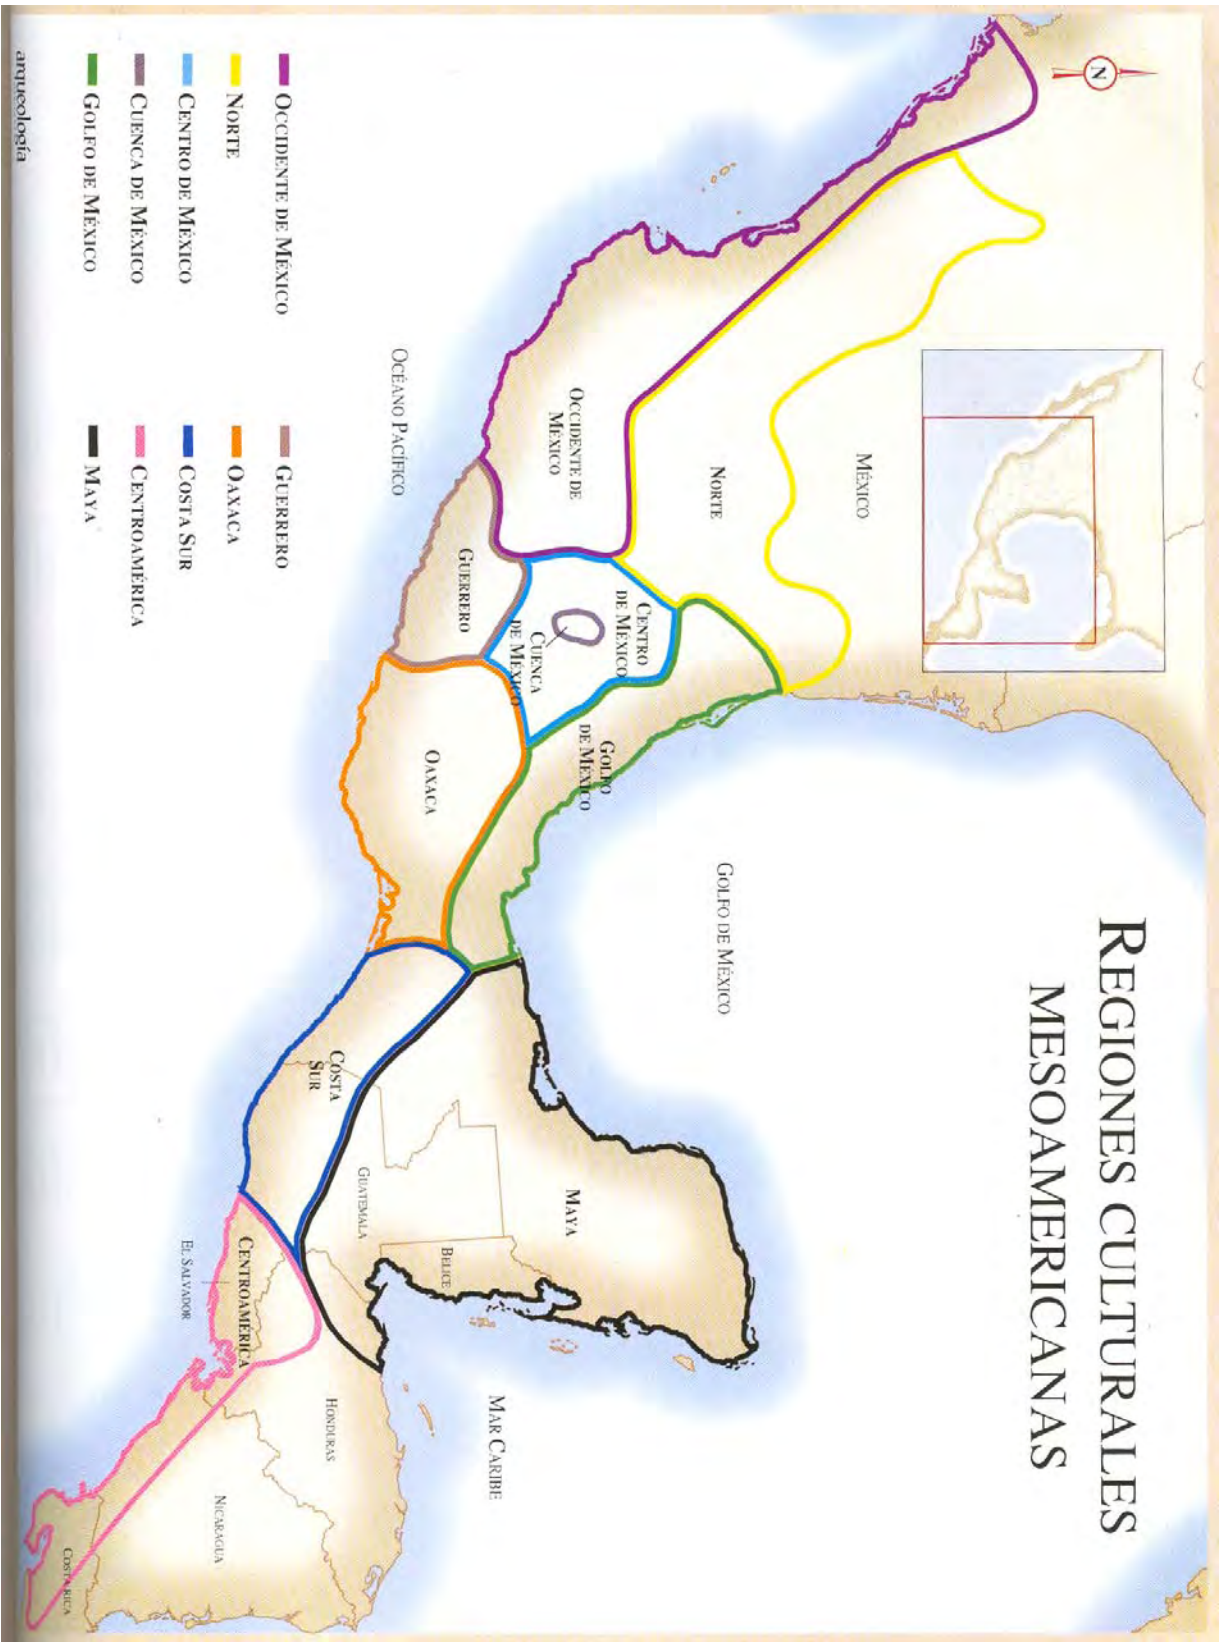 REGIONES CULTURALES
MESOAMERICANAS
N
MÉXICO
NORTE
OCCIDENTE DE
MÉXICO
CENTRO
DE MÉXICO
CUENCA
DE MÉXICO
GUERRERO
GOLFO
DE MÉXICO
OAXACA
GOLFO DE MÉXICO
OCÉANO PACÍFICO
COSTA
SUR
MAYA
GUATEMALA
BELICE
MAR CARIBE
CENTROAMÉRICA
EL SALVADOR
HONDURAS
NICARAGUA
COSTA RICA
OCCIDENTE DE MÉXICO
NORTE
CENTRO DE MÉXICO
CUENCA DE MÉXICO
GOLFO DE MÉXICO
GUERRERO
OAXACA
COSTA SUR
CENTROAMÉRICA
MAYA
arqueología